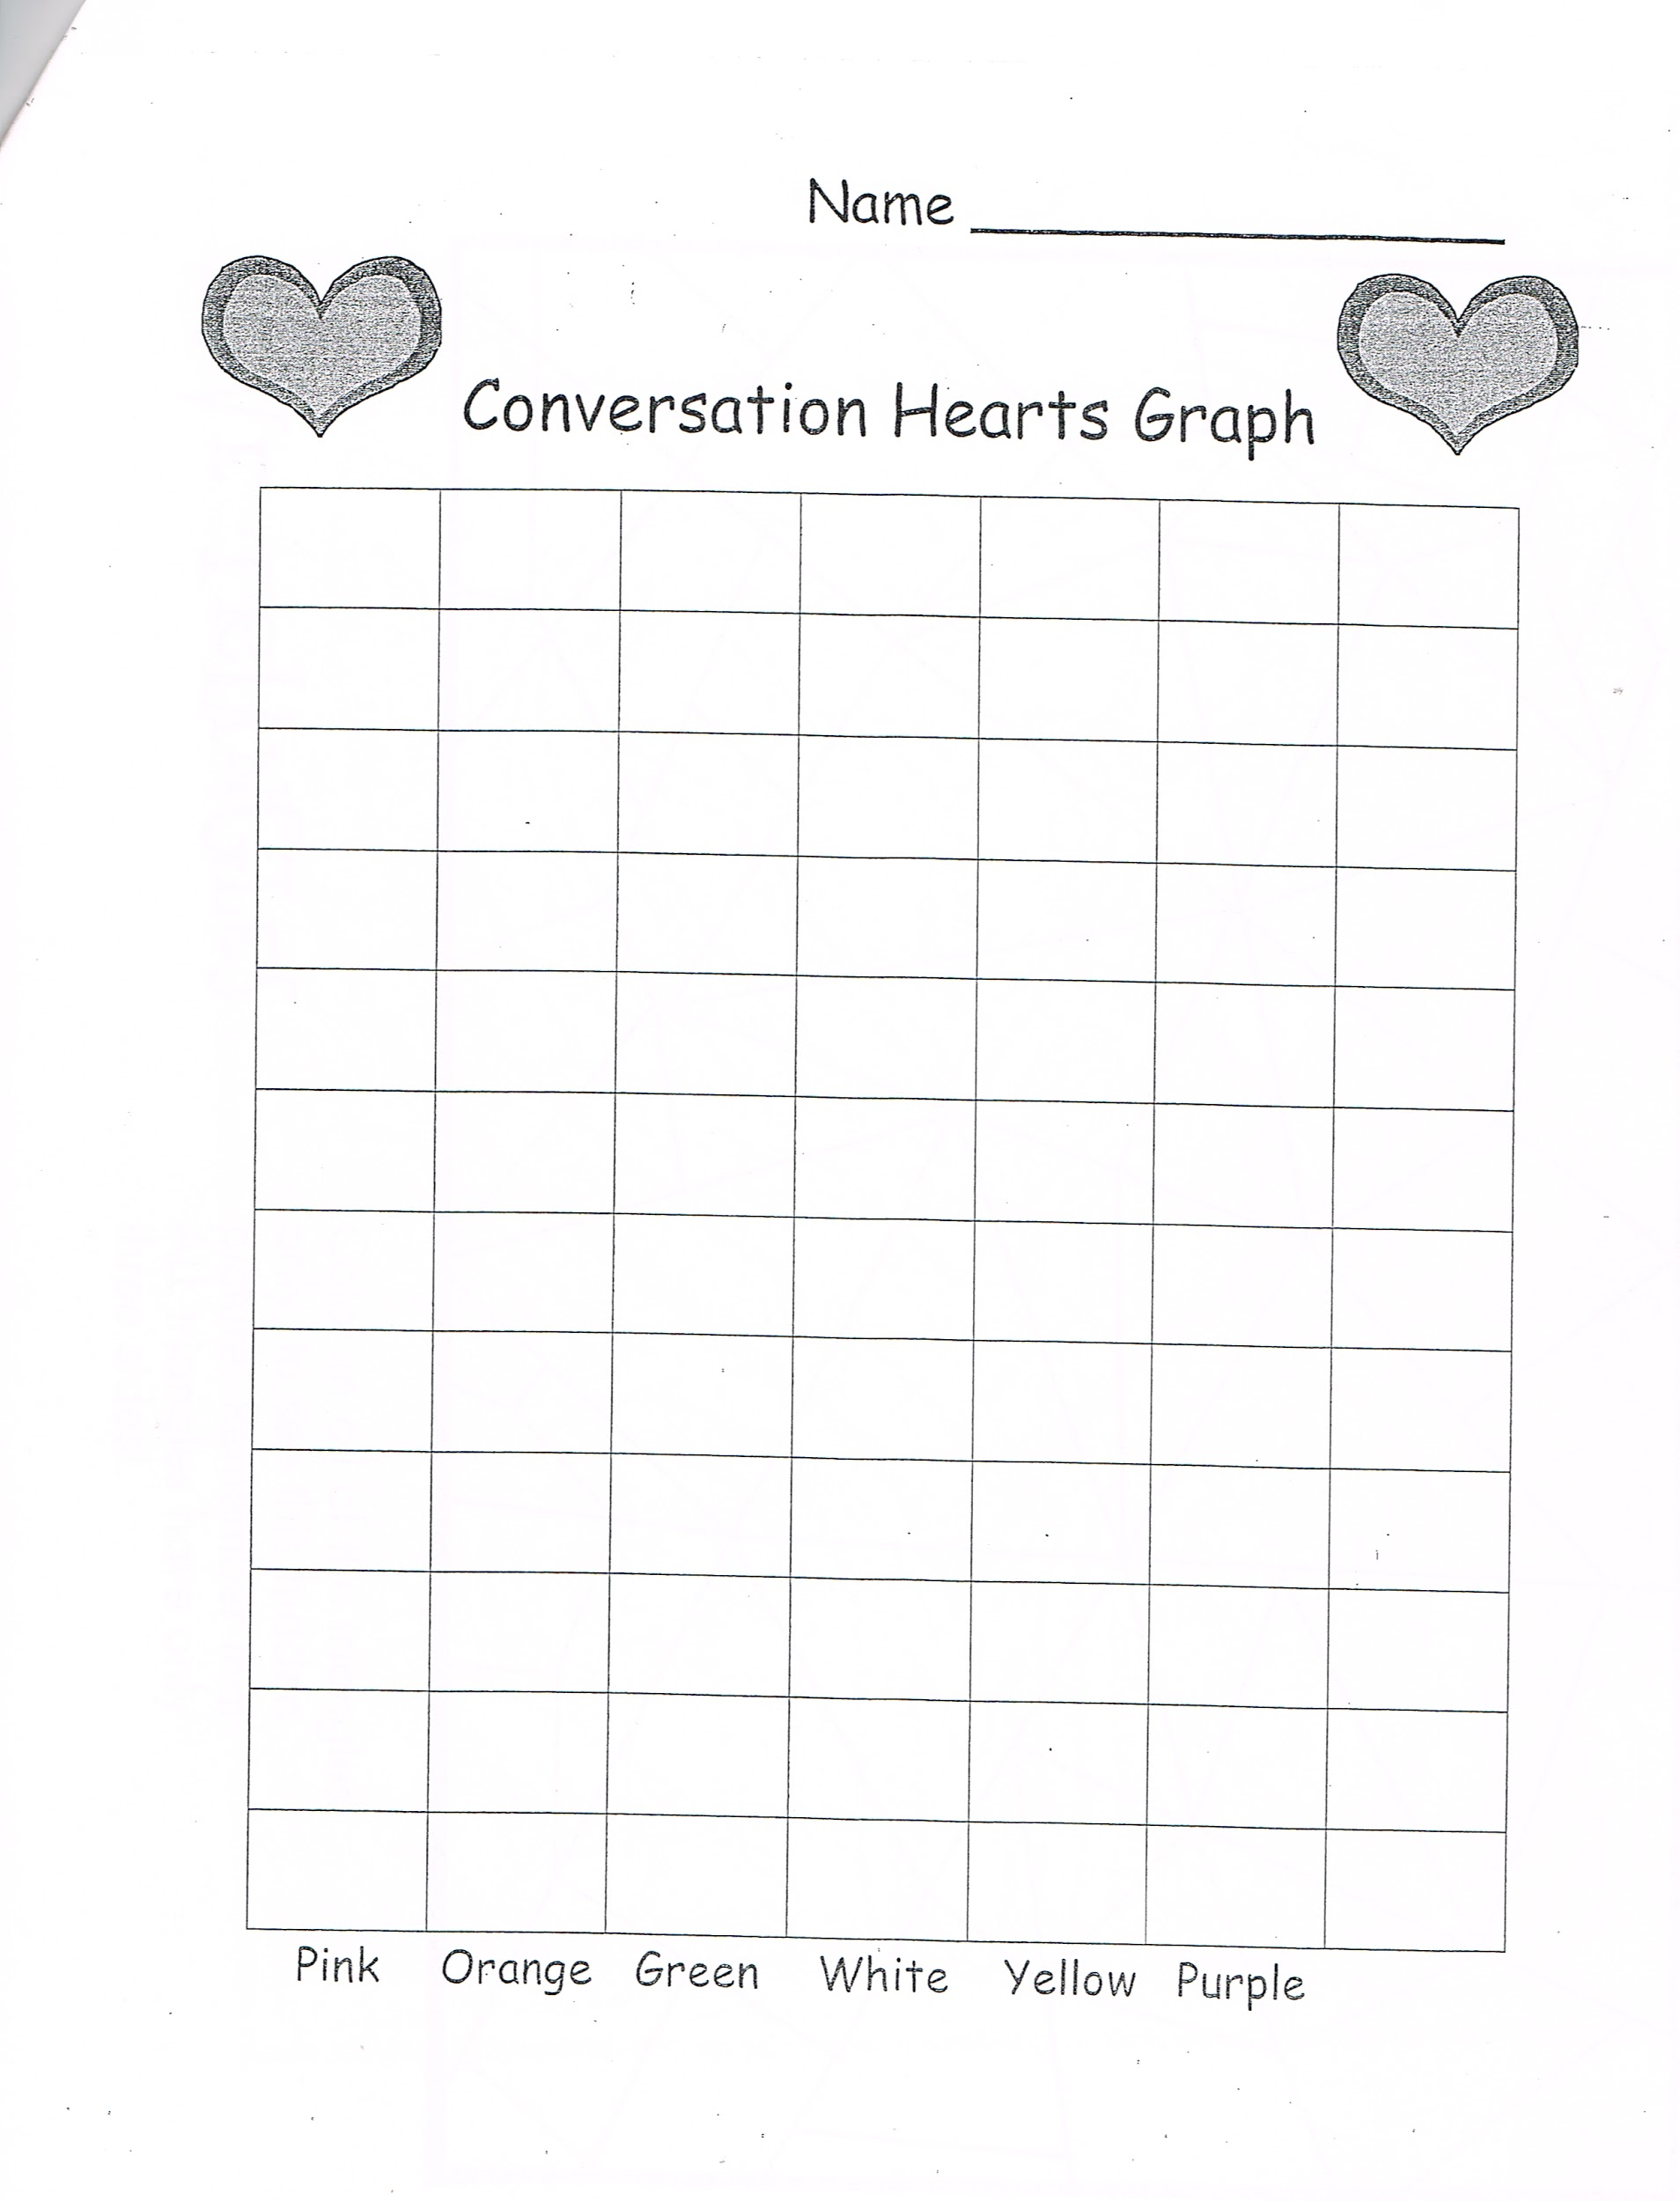 Name
Conversation Hearts Graph
Pink Orange Green White Yellow Purple